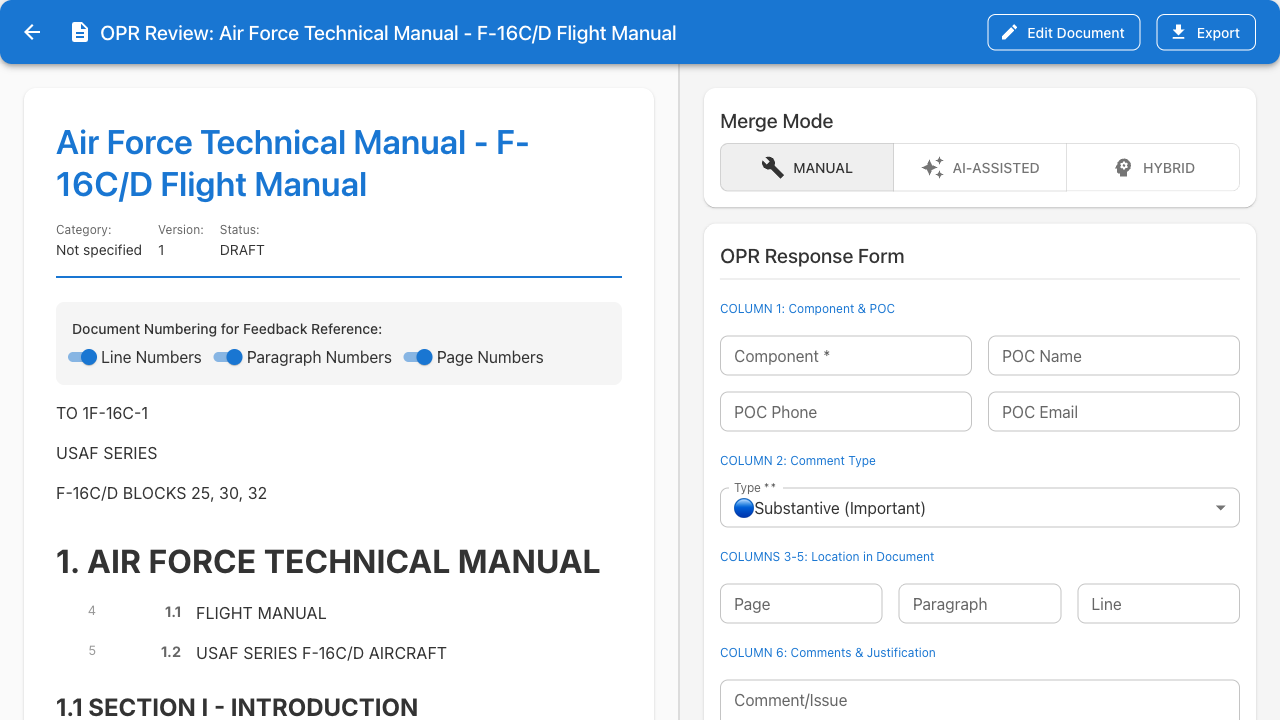 OPR Review: Air Force Technical Manual - F-16C/D Flight Manual
Edit Document
Export
Air Force Technical Manual - F-
16C/D Flight Manual
Category:
Version:
Status:
Not specified
1
DRAFT
Document Numbering for Feedback Reference:
Line Numbers
Paragraph Numbers
Page Numbers
TO 1F-16C-1
USAF SERIES
F-16C/D BLOCKS 25, 30, 32
1. AIR FORCE TECHNICAL MANUAL
4 1.1 FLIGHT MANUAL
5 1.2 USAF SERIES F-16C/D AIRCRAFT
1.1 SECTION I - INTRODUCTION
Merge Mode
MANUAL
AI-ASSISTED
HYBRID
OPR Response Form
COLUMN 1: Component & POC
Component *
POC Name
POC Phone
POC Email
COLUMN 2: Comment Type
Type * *
Substantive (Important)
COLUMNS 3-5: Location in Document
Page
Paragraph
Line
COLUMN 6: Comments & Justification
Comment/Issue